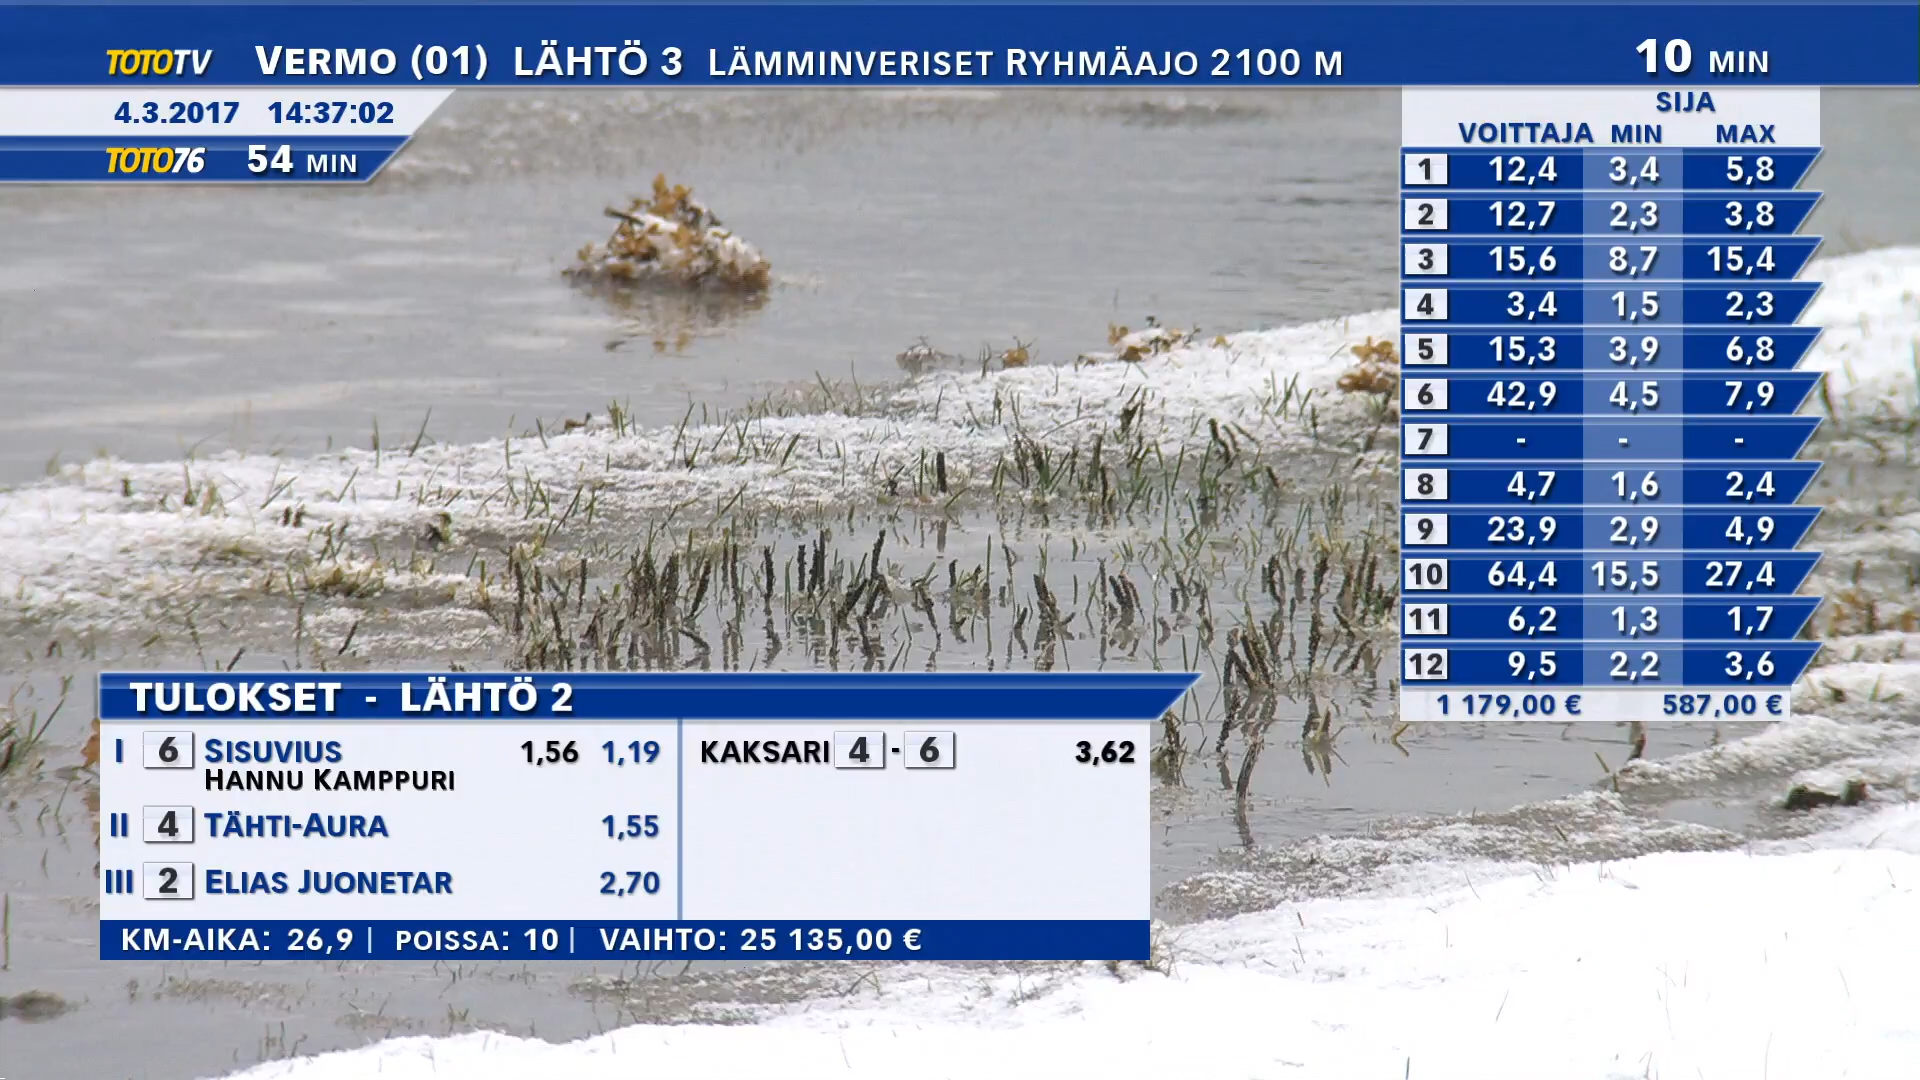 TOTOTV VERMO (01) LÄHTÖ 3 LÄMMINVERISET RYHMÄAJO 2100 M 10 MIN
4.3.2017 14:37:02
TOTO76 54 MIN
SIJA
VOITTAJA MIN MAX
1 12,4 3,4 5,8
2 12,7 2,3 3,8
3 15,6 8,7 15,4
4 3,4 1,5 2,3
5 15,3 3,9 6,8
6 42,9 4,5 7,9
7 - - -
8 4,7 1,6 2,4
9 23,9 2,9 4,9
10 64,4 15,5 27,4
11 6,2 1,3 1,7
12 9,5 2,2 3,6
1 179,00 € 587,00 €
TULOKSET - LÄHTÖ 2
I 6 SISUVIUS 1,56 1,19
HANNU KAMPPURI
II 4 TÄHTI-AURA 1,55
III 2 ELIAS JUONETAR 2,70
KAKSARI 4 - 6 3,62
KM-AIKA: 26,9 | POISSA: 10 | VAIHTO: 25 135,00 €